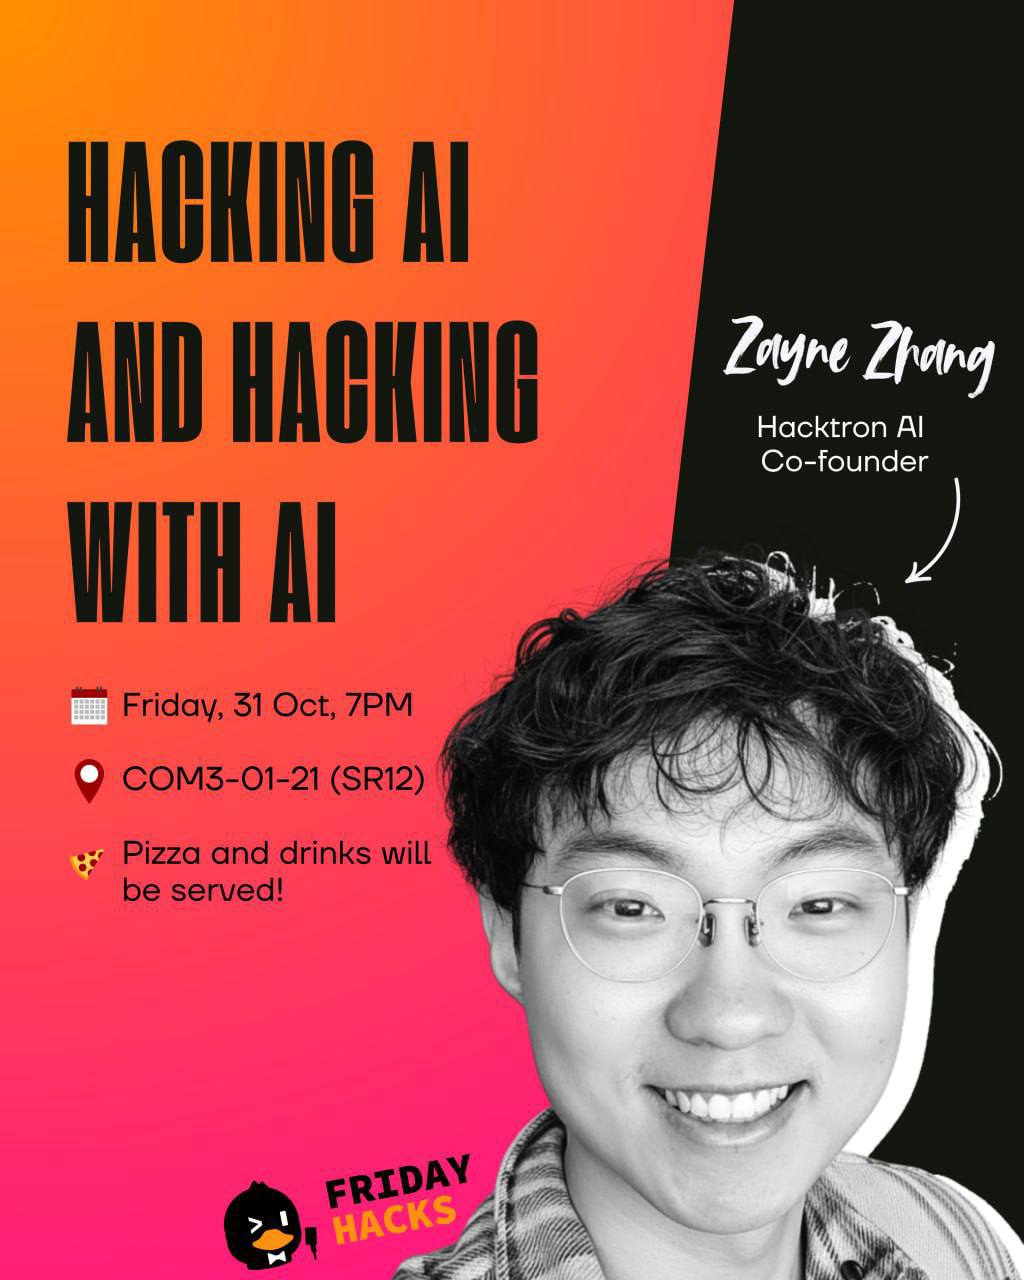 HACKING AI
AND HACKING
WITH AI
Zayne Zhang
Hacktron AI
Co-founder
Friday, 31 Oct, 7PM
COM3-01-21 (SR12)
Pizza and drinks will
be served!
FRIDAY
HACKS